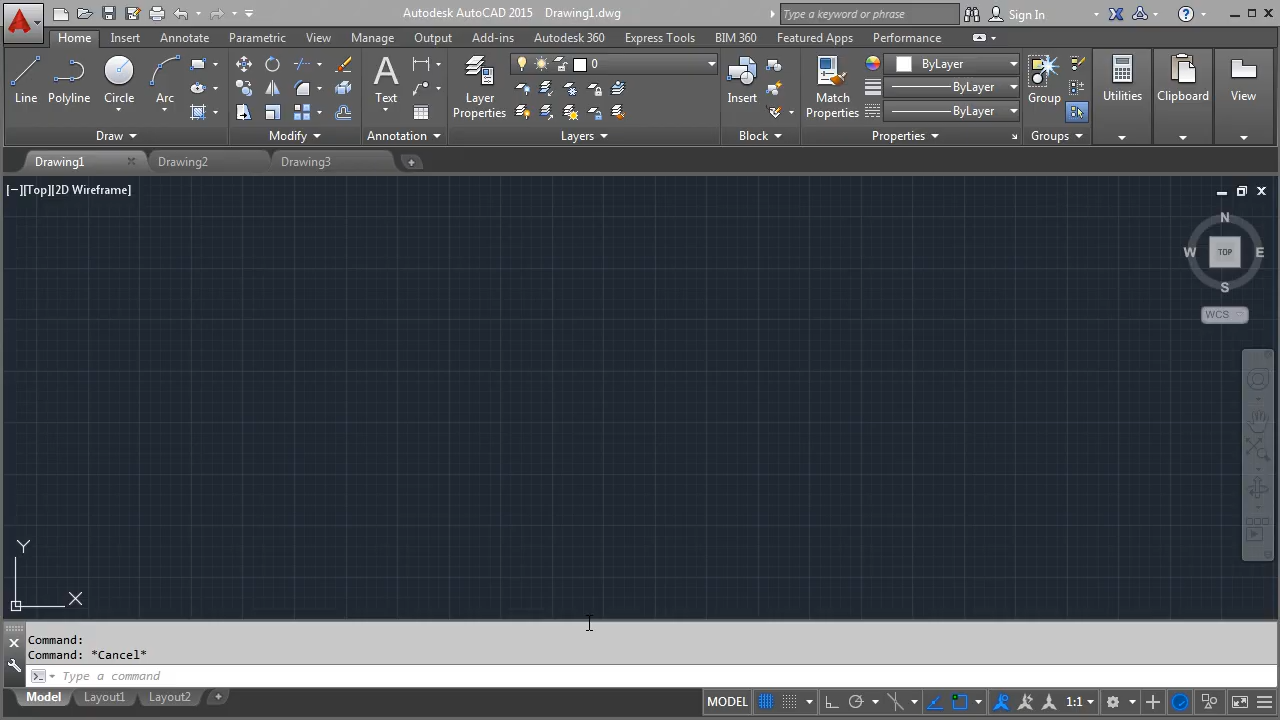 Autodesk AutoCAD 2015 Drawing1.dwg
Type a keyword or phrase
Sign In
Home Insert Annotate Parametric View Manage Output Add-ins Autodesk 360 Express Tools BIM 360 Featured Apps Performance
Line Polyline Circle Arc
Text
Layer Properties
0
Insert
Match Properties
ByLayer
ByLayer
ByLayer
Group
Utilities
Clipboard
View
Draw Modify Annotation Layers Block Properties Groups
Drawing1 Drawing2 Drawing3
[−][Top][2D Wireframe]
N
W TOP E
S
WCS
Y
X
Command:
Command: *Cancel*
Type a command
Model Layout1 Layout2
MODEL 1:1